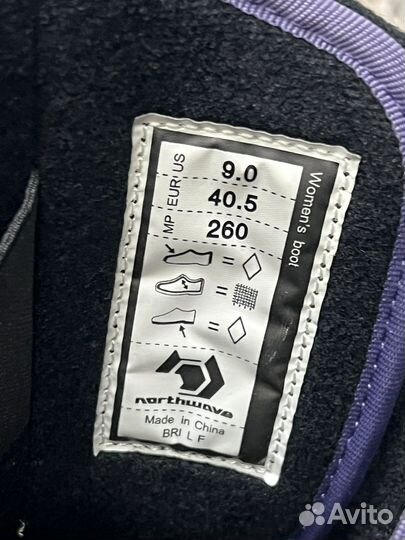 US 9.0
EUR 40.5
MP 260
=
=
=
Women's boot
northwave
Made in China
BRI L F
Avito